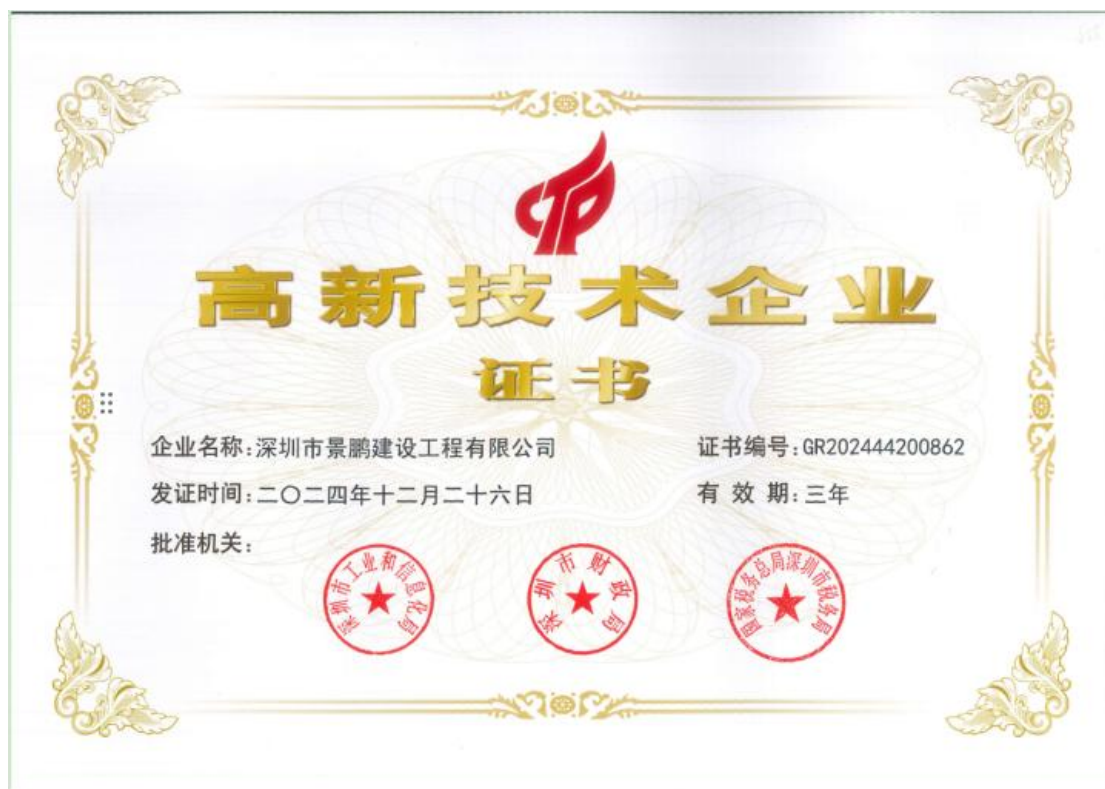 高新技术企业
证书
企业名称:深圳市景鹏建设工程有限公司 证书编号:GR202444200862
发证时间:二〇二四年十二月二十六日 有效期:三年
批准机关:
深圳市工业和信息化局
深圳市财政局
国家税务总局深圳市税务局